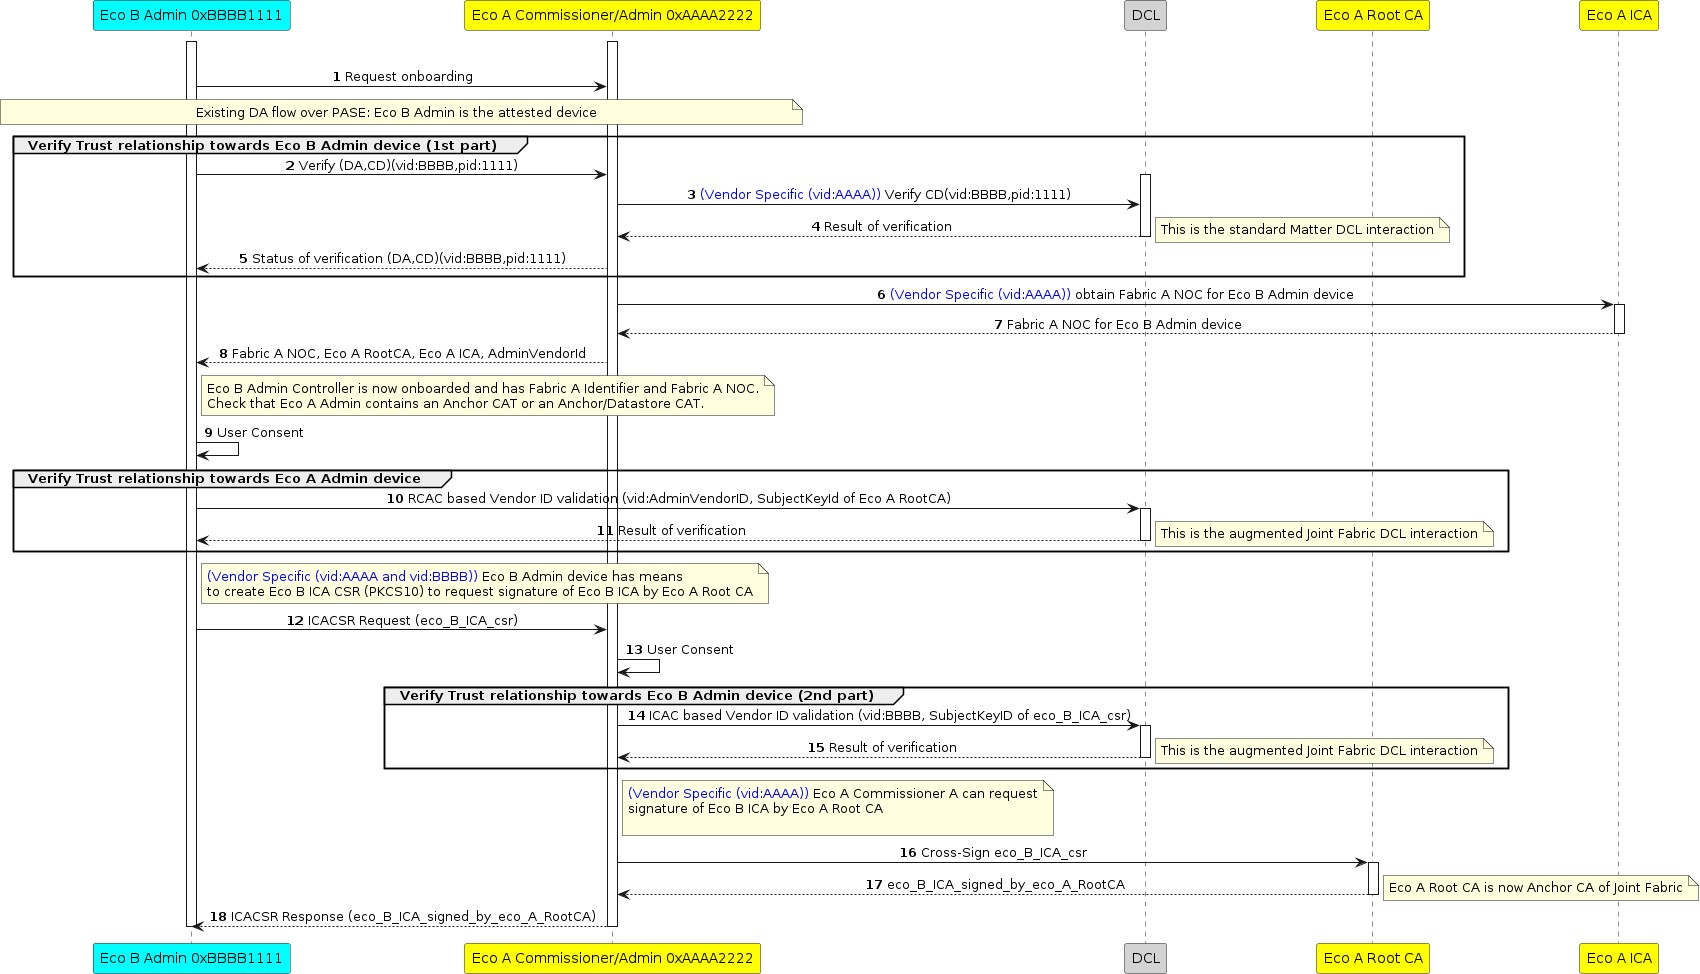 Eco B Admin 0xBBBB1111
Eco A Commissioner/Admin 0xAAAA2222
DCL
Eco A Root CA
Eco A ICA
1 Request onboarding
Existing DA flow over PASE: Eco B Admin is the attested device
Verify Trust relationship towards Eco B Admin device (1st part)
2 Verify (DA,CD)(vid:BBBB,pid:1111)
3 (Vendor Specific (vid:AAAA)) Verify CD(vid:BBBB,pid:1111)
4 Result of verification
This is the standard Matter DCL interaction
5 Status of verification (DA,CD)(vid:BBBB,pid:1111)
6 (Vendor Specific (vid:AAAA)) obtain Fabric A NOC for Eco B Admin device
7 Fabric A NOC for Eco B Admin device
8 Fabric A NOC, Eco A RootCA, Eco A ICA, AdminVendorId
Eco B Admin Controller is now onboarded and has Fabric A Identifier and Fabric A NOC.
Check that Eco A Admin contains an Anchor CAT or an Anchor/Datastore CAT.
9 User Consent
Verify Trust relationship towards Eco A Admin device
10 RCAC based Vendor ID validation (vid:AdminVendorID, SubjectKeyId of Eco A RootCA)
11 Result of verification
This is the augmented Joint Fabric DCL interaction
(Vendor Specific (vid:AAAA and vid:BBBB)) Eco B Admin device has means
to create Eco B ICA CSR (PKCS10) to request signature of Eco B ICA by Eco A Root CA
12 ICACSR Request (eco_B_ICA_csr)
13 User Consent
Verify Trust relationship towards Eco B Admin device (2nd part)
14 ICAC based Vendor ID validation (vid:BBBB, SubjectKeyID of eco_B_ICA_csr)
15 Result of verification
This is the augmented Joint Fabric DCL interaction
(Vendor Specific (vid:AAAA)) Eco A Commissioner A can request
signature of Eco B ICA by Eco A Root CA
16 Cross-Sign eco_B_ICA_csr
17 eco_B_ICA_signed_by_eco_A_RootCA
Eco A Root CA is now Anchor CA of Joint Fabric
18 ICACSR Response (eco_B_ICA_signed_by_eco_A_RootCA)
Eco B Admin 0xBBBB1111
Eco A Commissioner/Admin 0xAAAA2222
DCL
Eco A Root CA
Eco A ICA